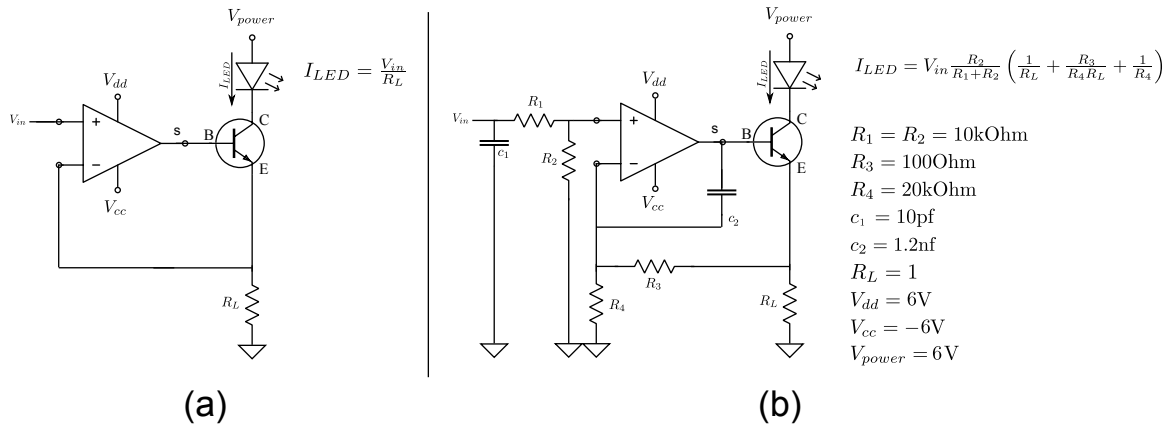 V_power
I_LED
I_LED = V_in / R_L
V_dd
V_in
+
−
S
B
C
E
V_cc
R_L
(a)
V_power
I_LED
I_LED = V_in R_2 / (R_1+R_2) (1/R_L + R_3/(R_4R_L) + 1/R_4)
V_dd
V_in
R_1
c_1
R_2
+
−
S
B
C
E
V_cc
c_2
R_3
R_4
R_L
R_1 = R_2 = 10kOhm
R_3 = 100Ohm
R_4 = 20kOhm
c_1 = 10pf
c_2 = 1.2nf
R_L = 1
V_dd = 6V
V_cc = −6V
V_power = 6V
(b)